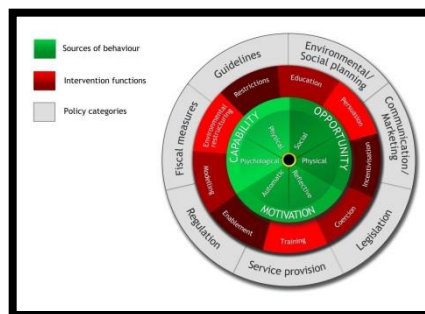 Sources of behaviour
Intervention functions
Policy categories
Guidelines
Environmental/
Social planning
Communication/
Marketing
Legislation
Service provision
Regulation
Fiscal measures
Restrictions
Education
Persuasion
Incentivisation
Coercion
Training
Enablement
Modelling
Environmental
restructuring
CAPABILITY
OPPORTUNITY
MOTIVATION
Physical
Social
Psychological
Physical
Automatic
Reflective